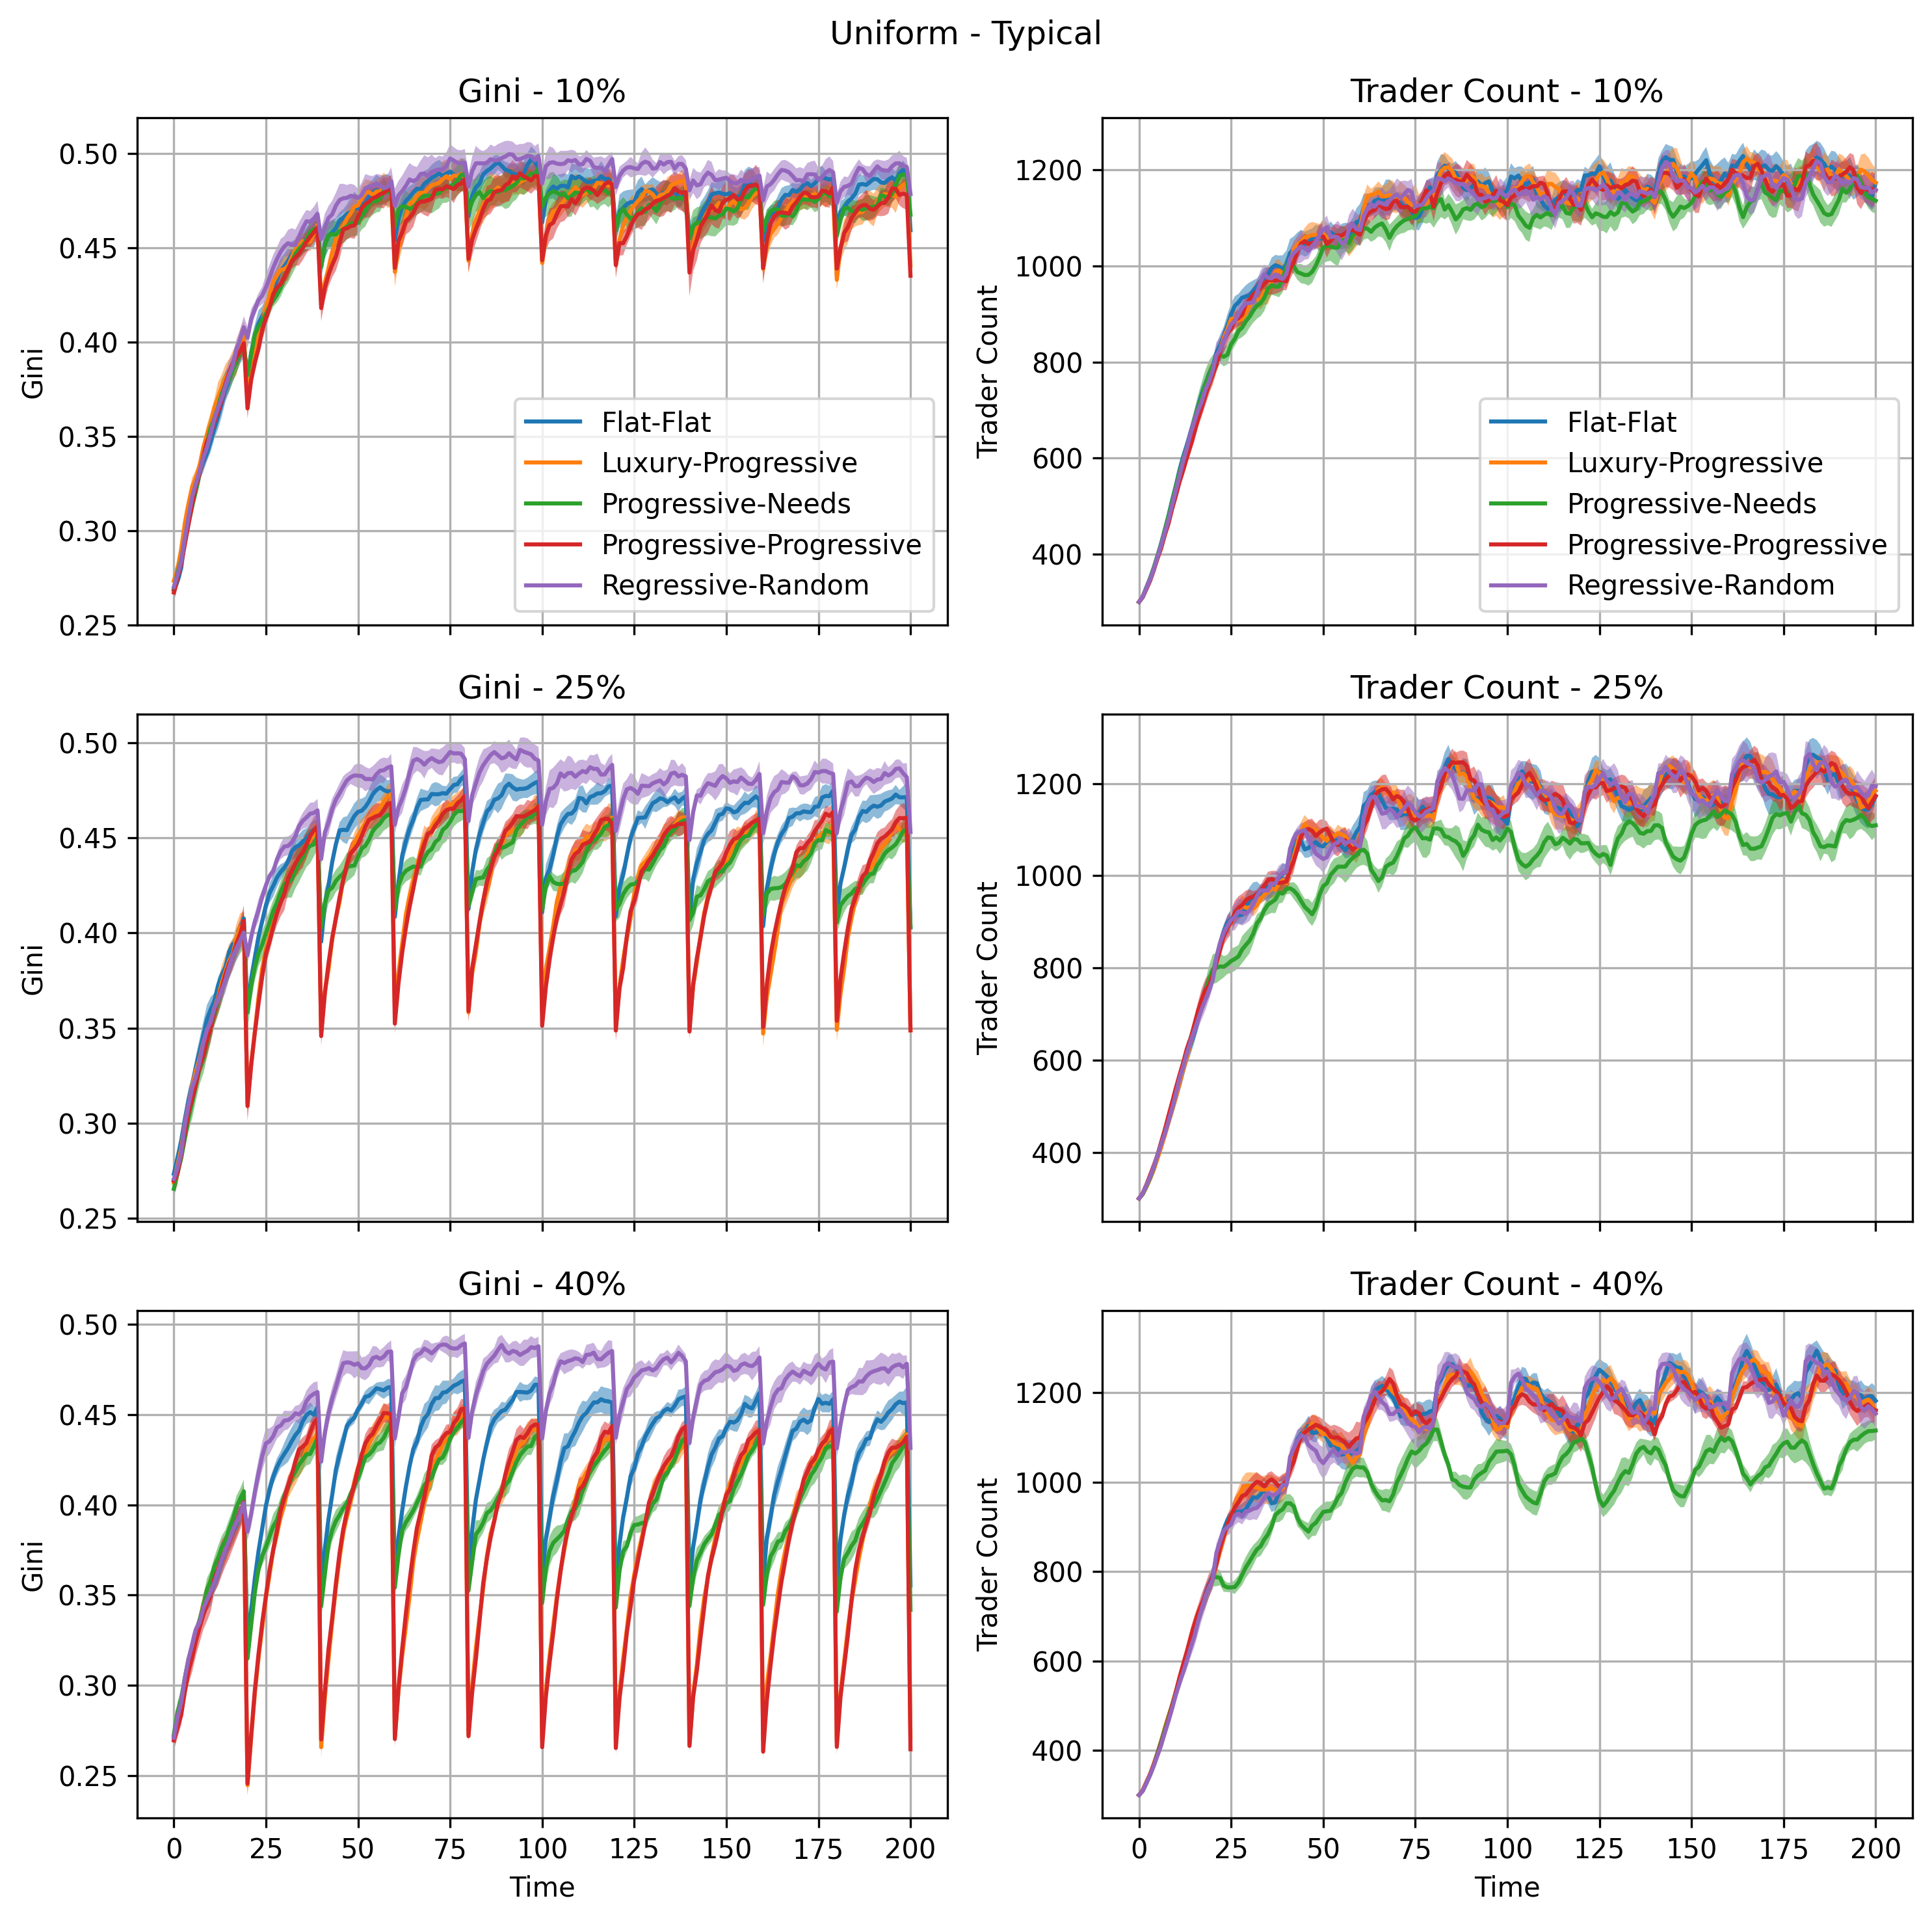 Uniform - Typical
Gini - 10%
Gini
0.50
0.45
0.40
0.35
0.30
0.25
Flat-Flat
Luxury-Progressive
Progressive-Needs
Progressive-Progressive
Regressive-Random
Trader Count - 10%
Trader Count
1200
1000
800
600
400
Flat-Flat
Luxury-Progressive
Progressive-Needs
Progressive-Progressive
Regressive-Random
Gini - 25%
Gini
0.50
0.45
0.40
0.35
0.30
0.25
Trader Count - 25%
Trader Count
1200
1000
800
600
400
Gini - 40%
Gini
0.50
0.45
0.40
0.35
0.30
0.25
0 25 50 75 100 125 150 175 200
Time
Trader Count - 40%
Trader Count
1200
1000
800
600
400
0 25 50 75 100 125 150 175 200
Time